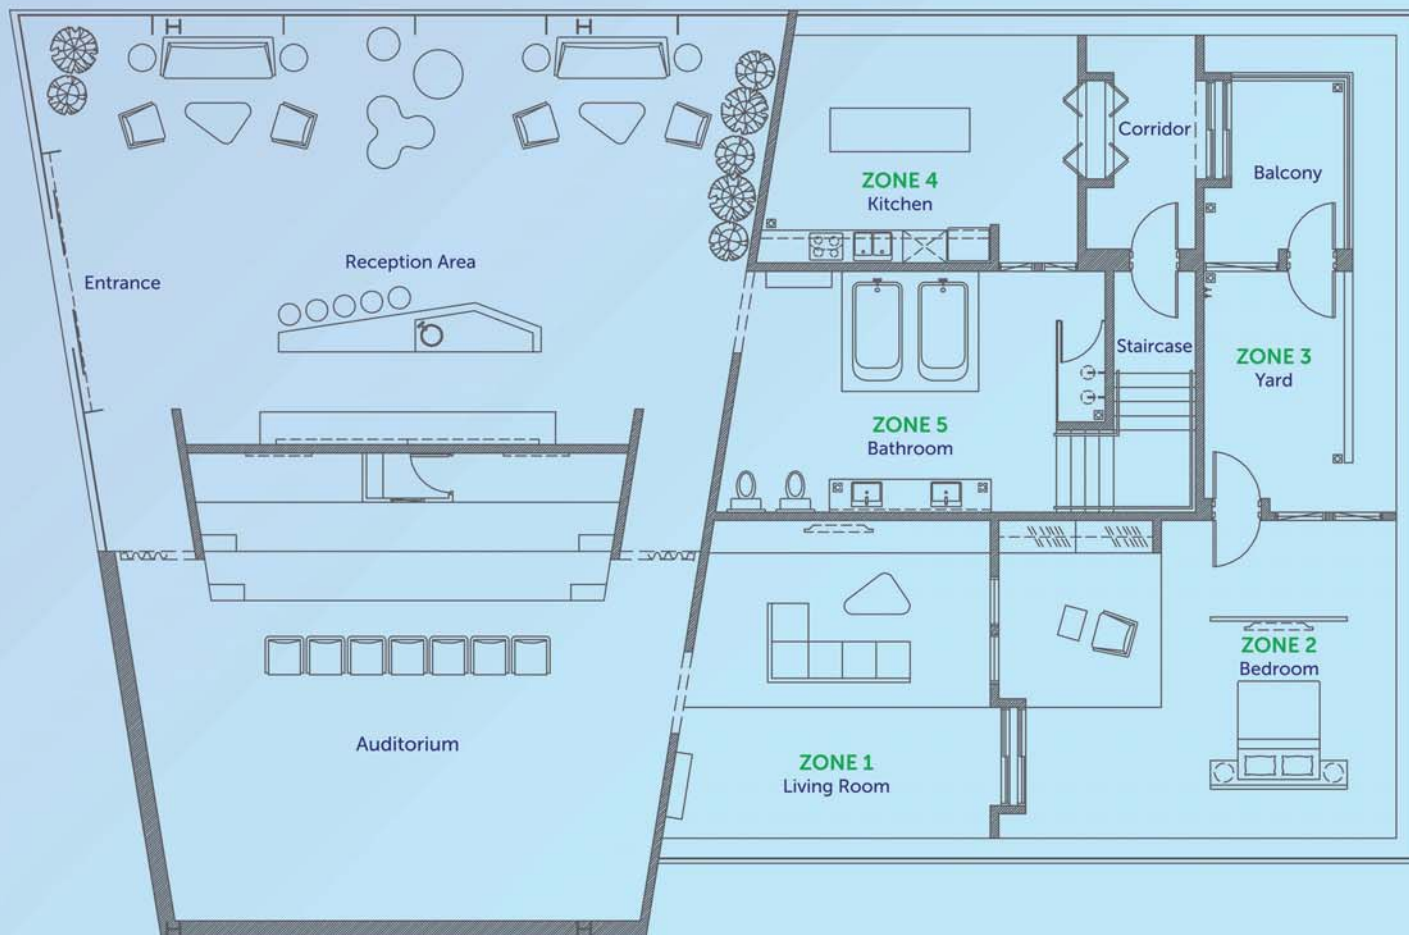 Corridor
ZONE 4
Kitchen
Balcony
Reception Area
Entrance
Staircase
ZONE 3
Yard
ZONE 5
Bathroom
ZONE 2
Bedroom
Auditorium
ZONE 1
Living Room